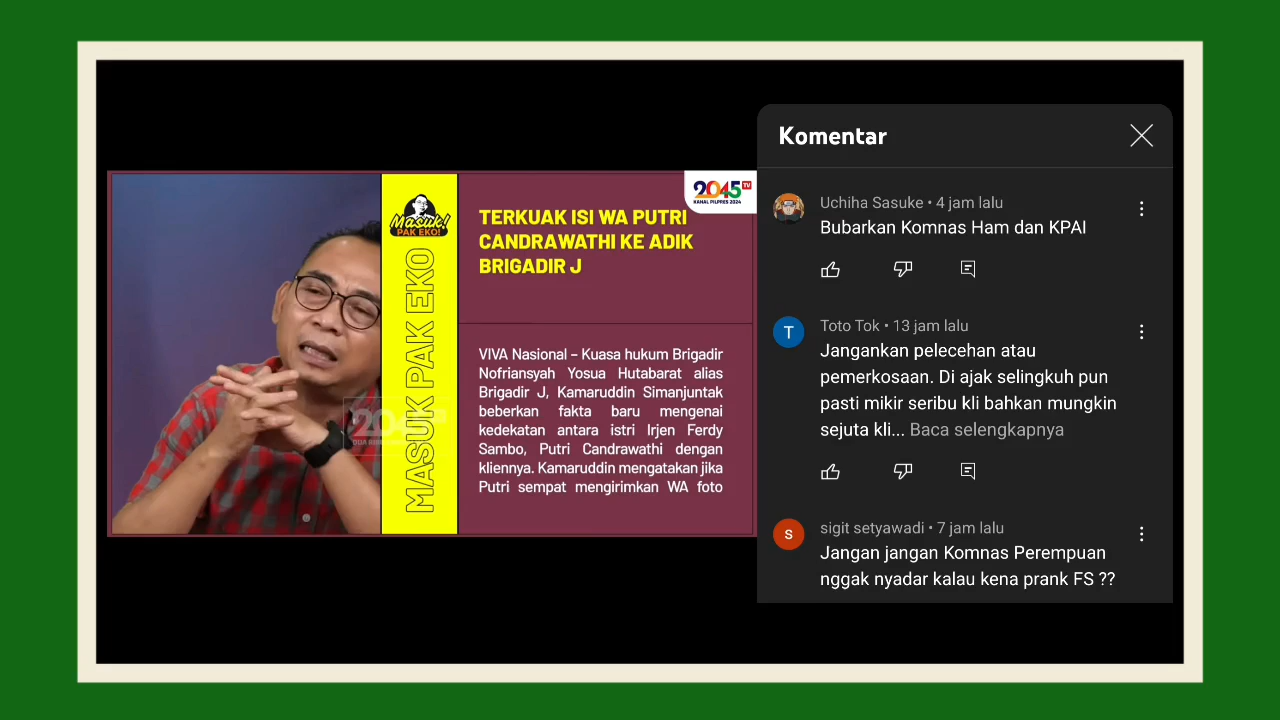 2045 TV
KANAL PILPRES 2024
Masuk!
PAK EKO!
MASUK PAK EKO
TERKUAK ISI WA PUTRI
CANDRAWATHI KE ADIK
BRIGADIR J
VIVA Nasional – Kuasa hukum Brigadir
Nofriansyah Yosua Hutabarat alias
Brigadir J, Kamaruddin Simanjuntak
beberkan fakta baru mengenai
kedekatan antara istri Irjen Ferdy
Sambo, Putri Candrawathi dengan
kliennya. Kamaruddin mengatakan jika
Putri sempat mengirimkan WA foto
2045
Komentar
Uchiha Sasuke • 4 jam lalu
Bubarkan Komnas Ham dan KPAI
T
Toto Tok • 13 jam lalu
Jangankan pelecehan atau
pemerkosaan. Di ajak selingkuh pun
pasti mikir seribu kli bahkan mungkin
sejuta kli... Baca selengkapnya
s
sigit setyawadi • 7 jam lalu
Jangan jangan Komnas Perempuan
nggak nyadar kalau kena prank FS ??